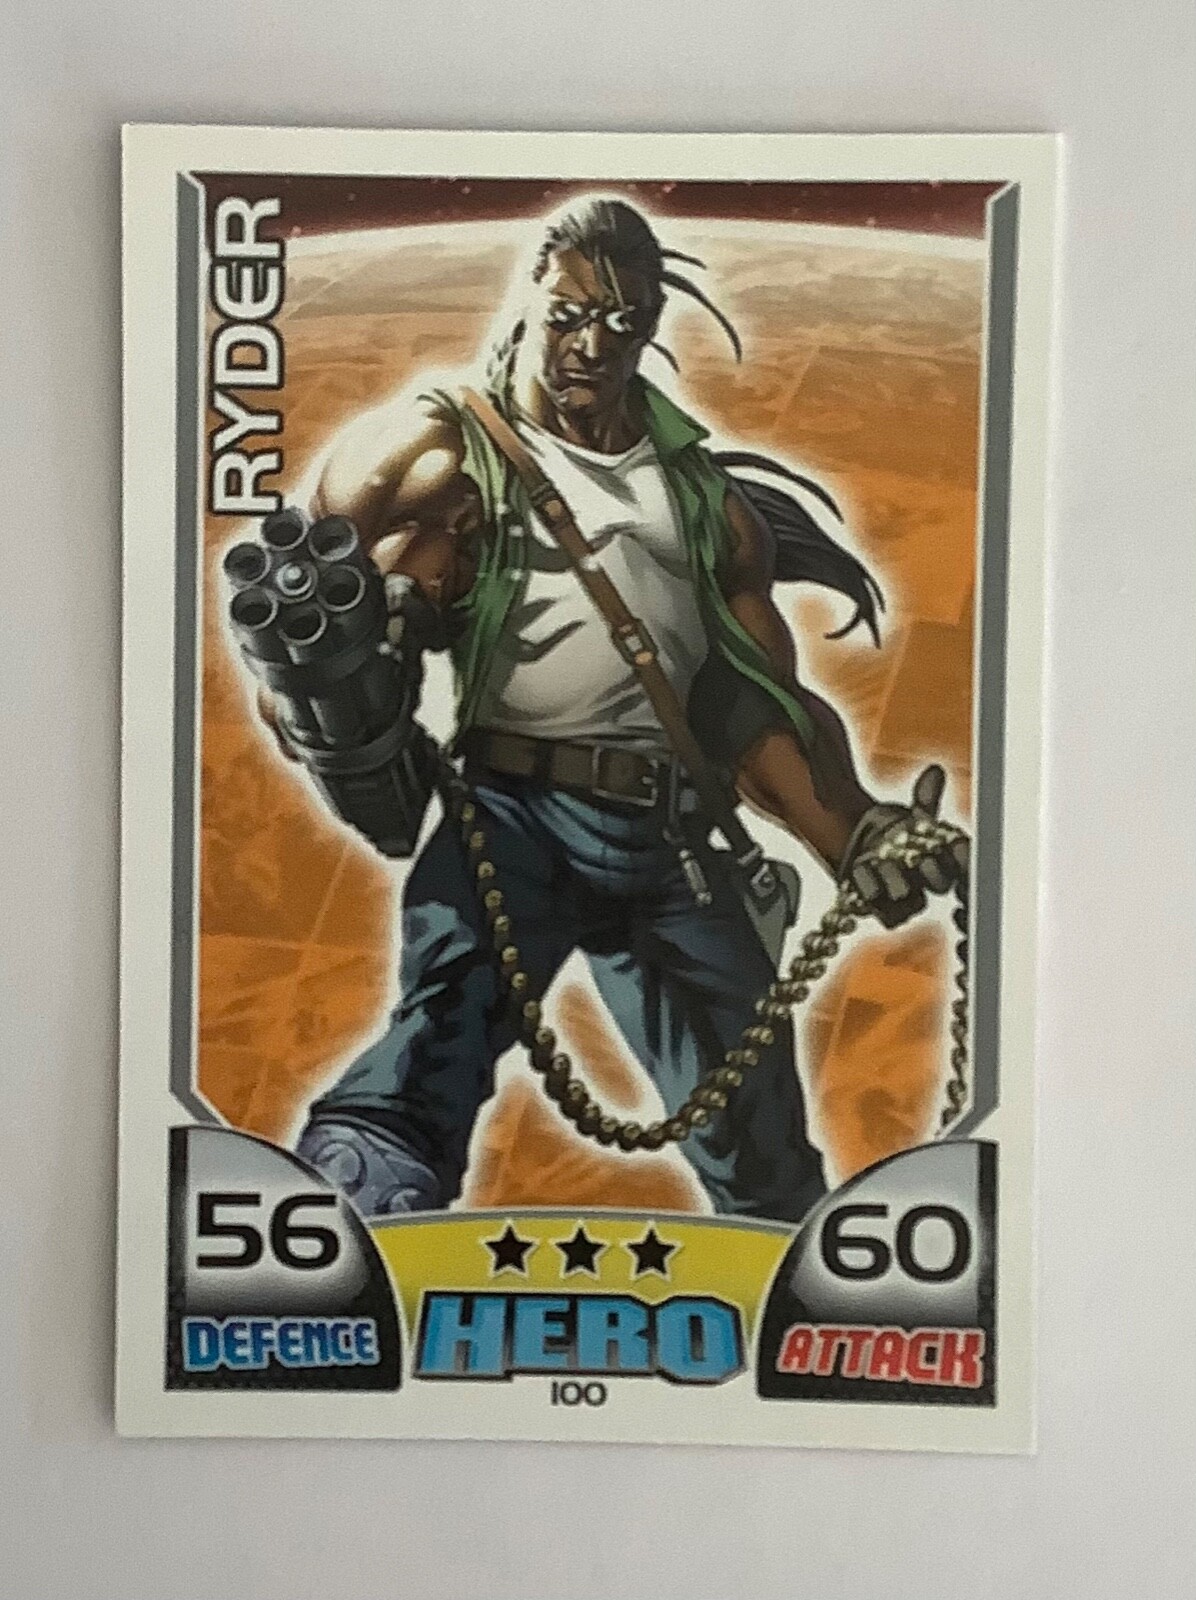 RYDER
56
DEFENCE
HERO
100
60
ATTACK